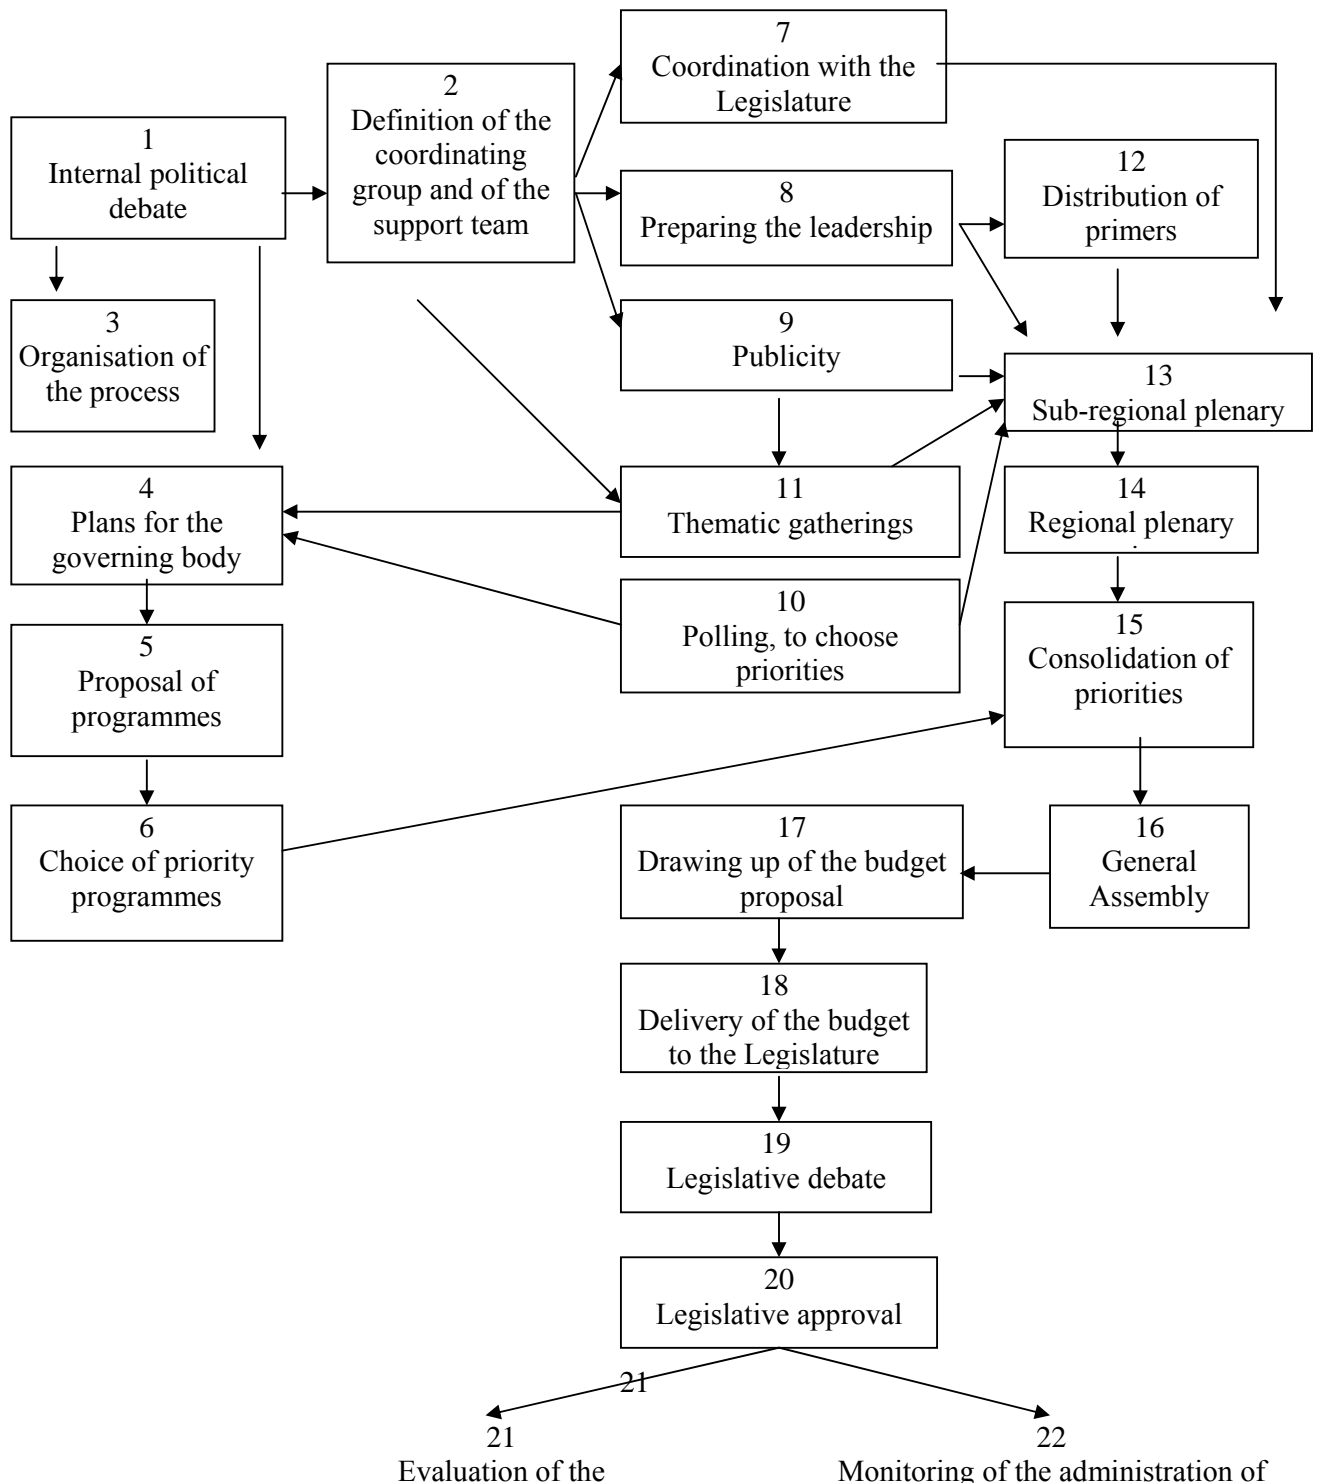 1
Internal political
debate
2
Definition of the
coordinating
group and of the
support team
3
Organisation of
the process
4
Plans for the
governing body
5
Proposal of
programmes
6
Choice of priority
programmes
7
Coordination with the
Legislature
8
Preparing the leadership
9
Publicity
11
Thematic gatherings
10
Polling, to choose
priorities
12
Distribution of
primers
13
Sub-regional plenary
14
Regional plenary
15
Consolidation of
priorities
16
General
Assembly
17
Drawing up of the budget
proposal
18
Delivery of the budget
to the Legislature
19
Legislative debate
20
Legislative approval
21
21
Evaluation of the
22
Monitoring of the administration of